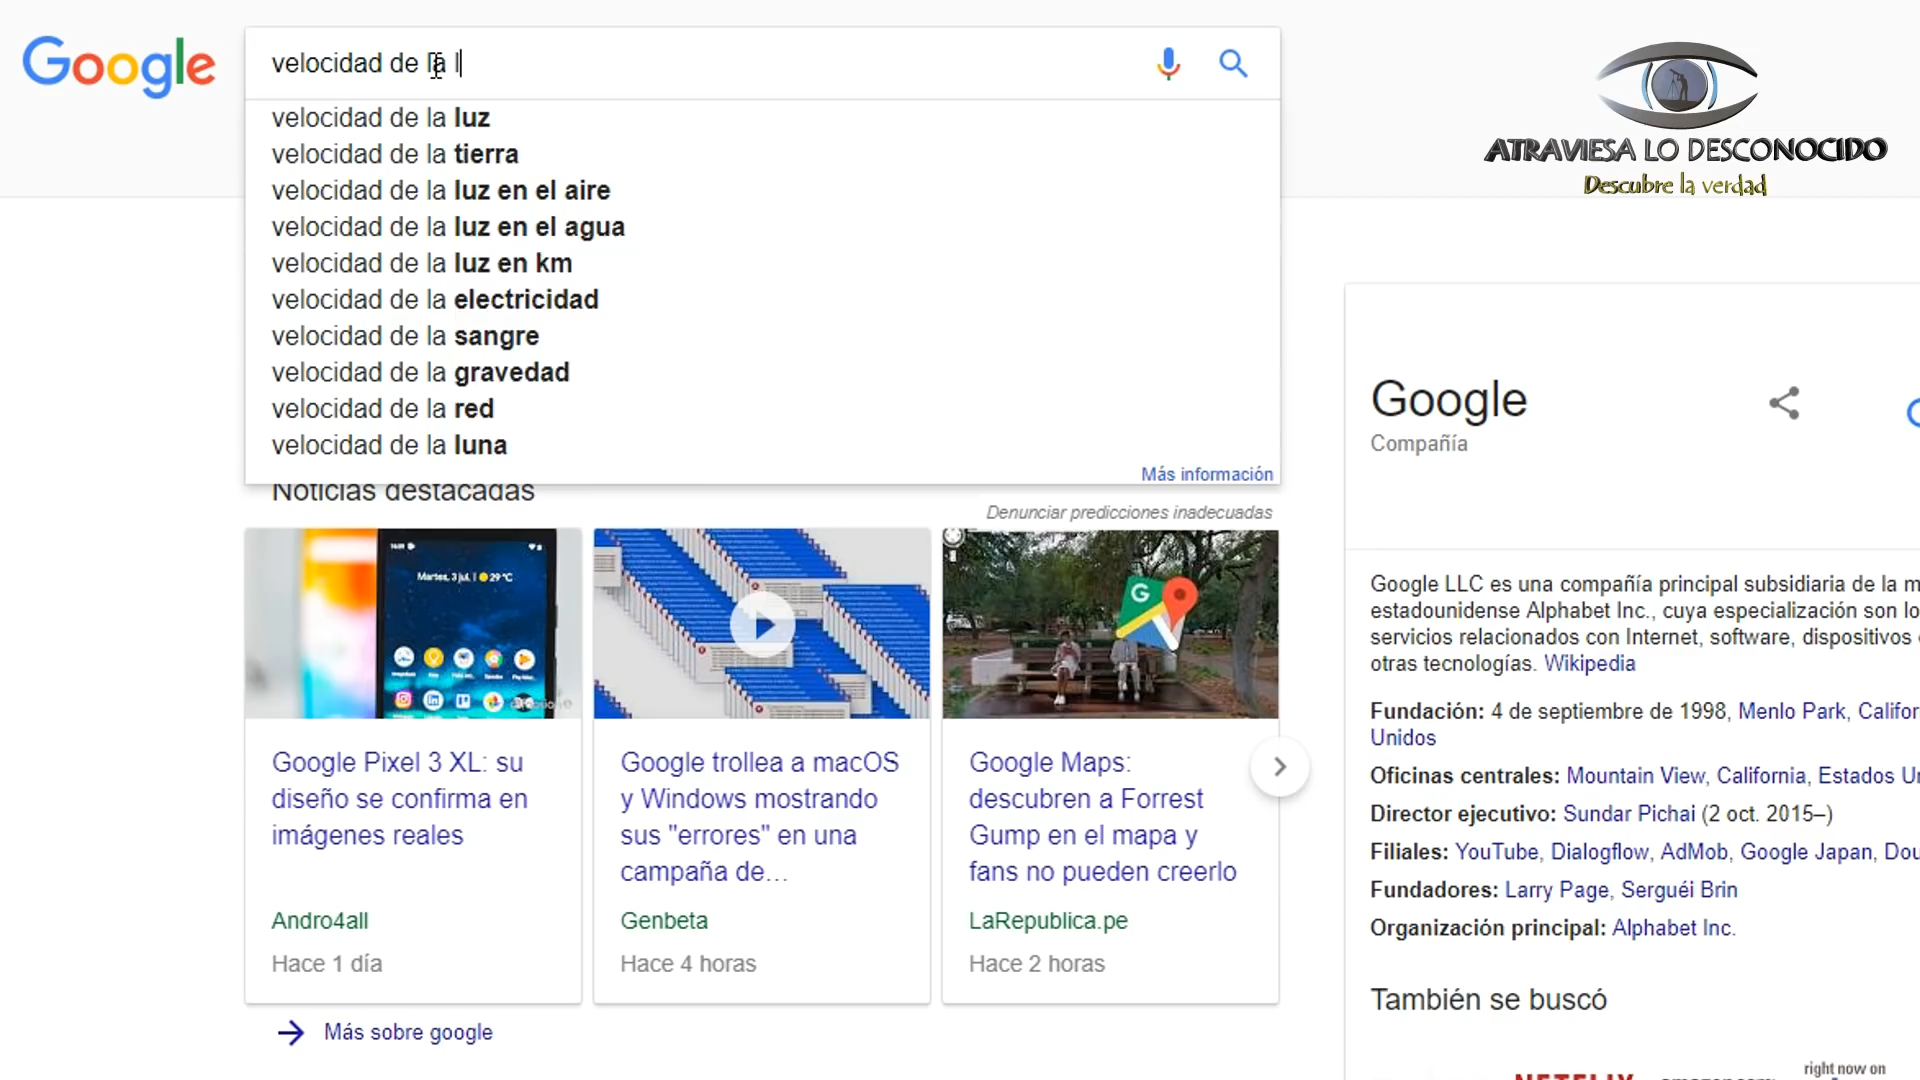 Google
velocidad de la l
velocidad de la luz
velocidad de la tierra
velocidad de la luz en el aire
velocidad de la luz en el agua
velocidad de la luz en km
velocidad de la electricidad
velocidad de la sangre
velocidad de la gravedad
velocidad de la red
velocidad de la luna
Más información
Denunciar predicciones inadecuadas
ATRAVIESA LO DESCONOCIDO
Descubre la verdad
Noticias destacadas
Martes, 3 jul. | 29 °C
Google Pixel 3 XL: su
diseño se confirma en
imágenes reales
Andro4all
Hace 1 día
Google trollea a macOS
y Windows mostrando
sus "errores" en una
campaña de...
Genbeta
Hace 4 horas
G
Google Maps:
descubren a Forrest
Gump en el mapa y
fans no pueden creerlo
LaRepublica.pe
Hace 2 horas
Más sobre google
Google
Compañía
Google LLC es una compañía principal subsidiaria de la m
estadounidense Alphabet Inc., cuya especialización son lo
servicios relacionados con Internet, software, dispositivos
otras tecnologías. Wikipedia
Fundación: 4 de septiembre de 1998, Menlo Park, Califor
Unidos
Oficinas centrales: Mountain View, California, Estados Un
Director ejecutivo: Sundar Pichai (2 oct. 2015–)
Filiales: YouTube, Dialogflow, AdMob, Google Japan, Dou
Fundadores: Larry Page, Serguéi Brin
Organización principal: Alphabet Inc.
También se buscó
NETFLIX
right now on